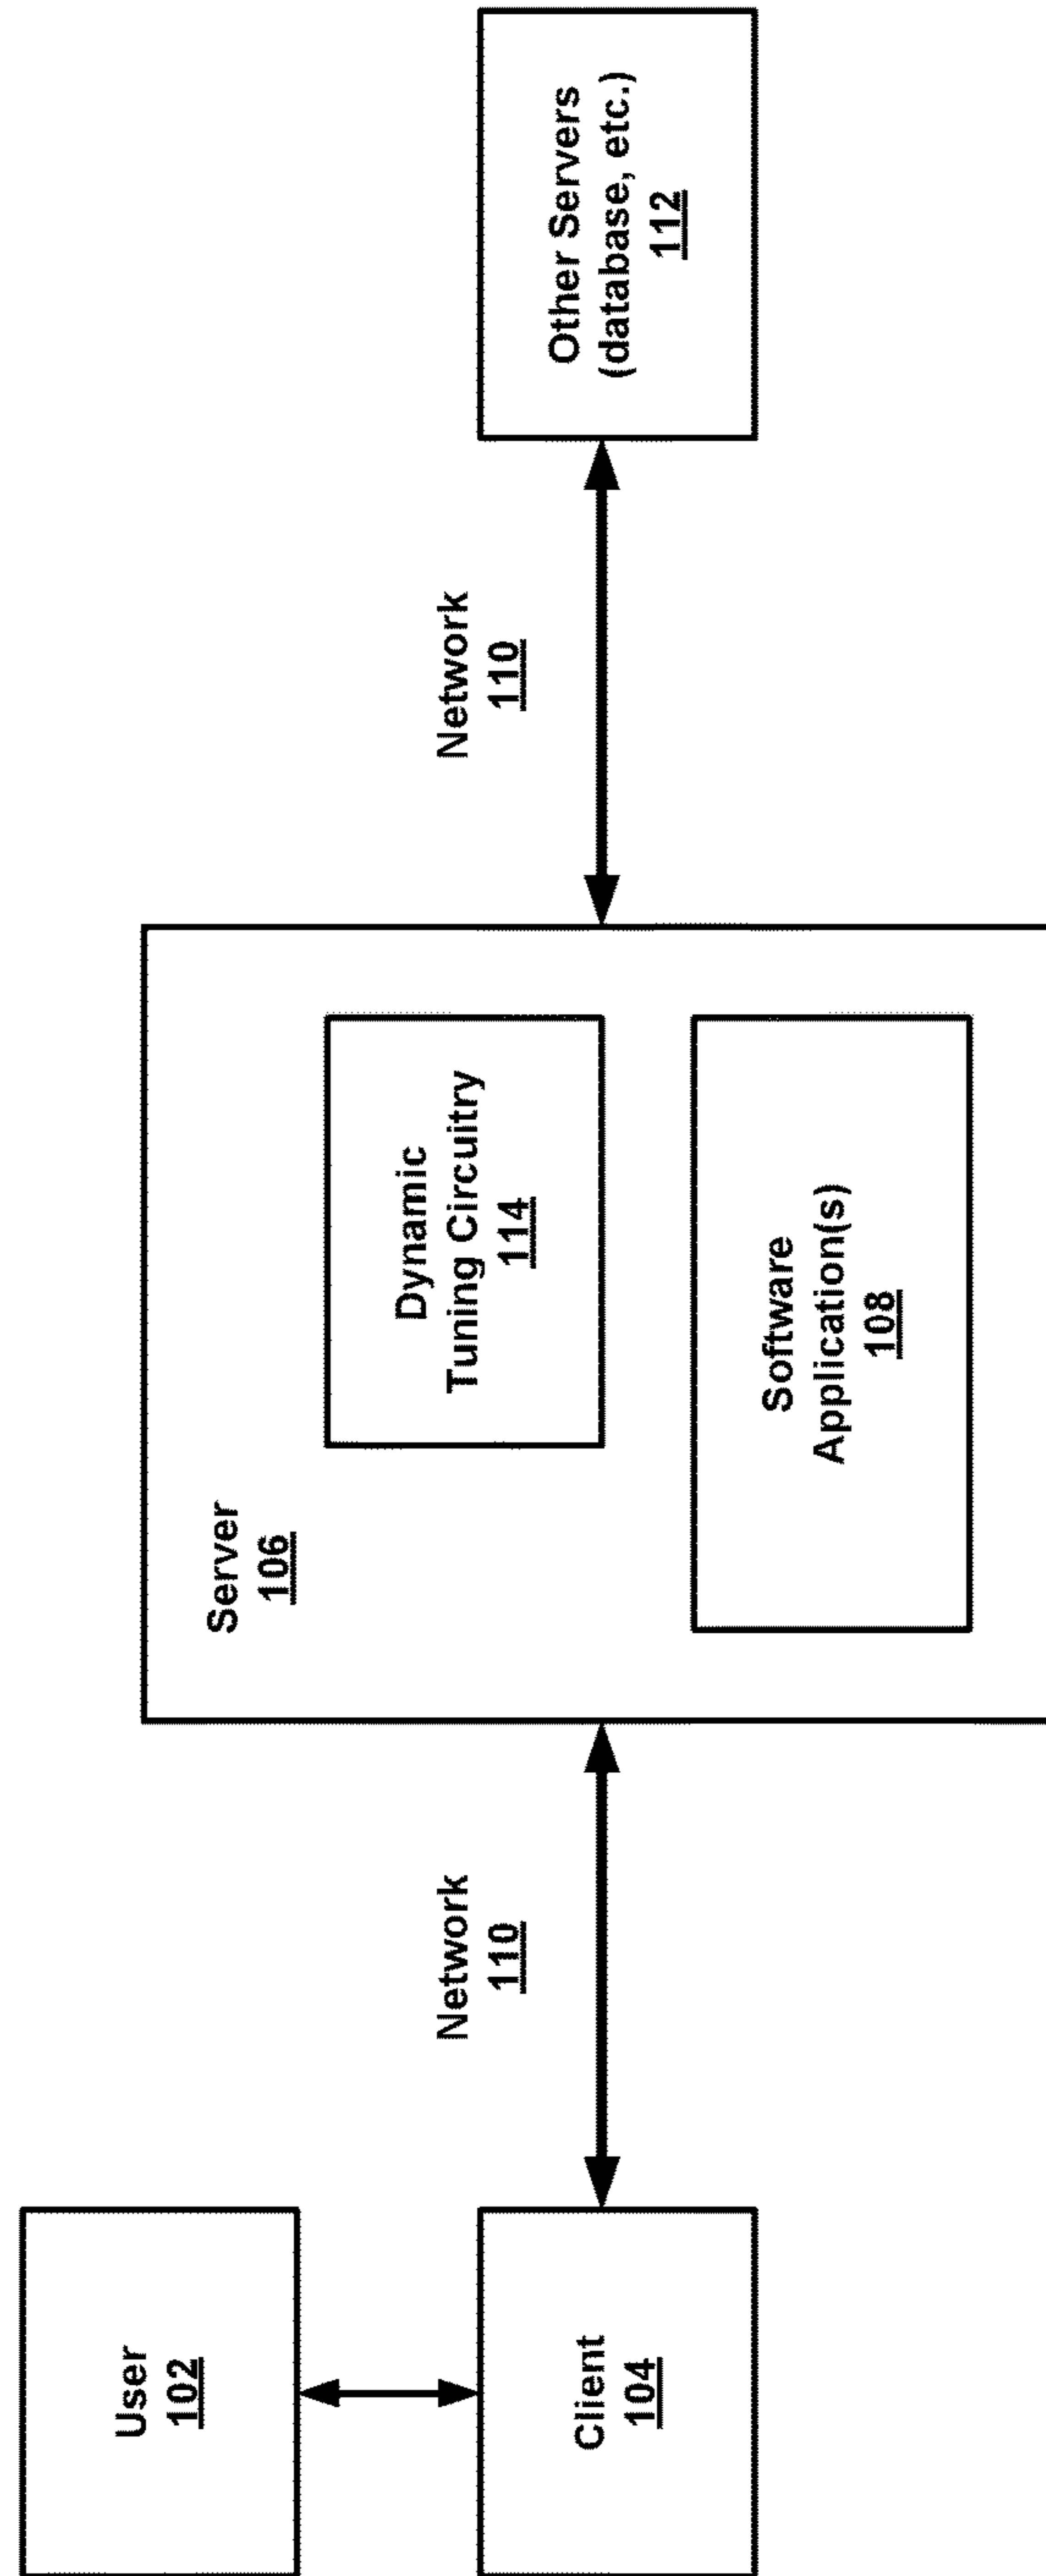 User
102
Client
104
Network
110
Server
106
Dynamic
Tuning Circuitry
114
Software
Application(s)
108
Network
110
Other Servers
(database, etc.)
112